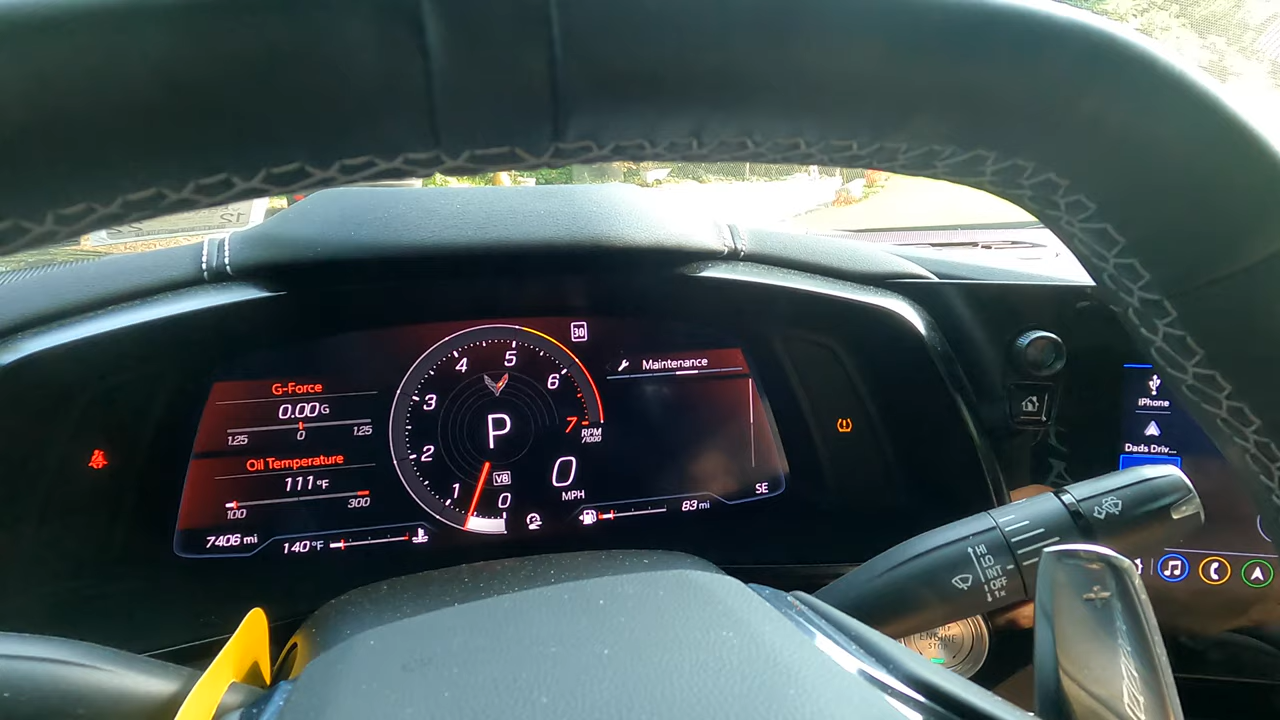 30
Maintenance
G-Force
0.00G
1.25 0 1.25
Oil Temperature
111°F
100 300
7406 mi
140°F
0
1
2
3
4
5
6
7
RPM
/1000
P
V8
0
MPH
83 mi
SE
iPhone
Dads Driv...
HI
LO
INT
OFF
1x
ENGINE
STOP